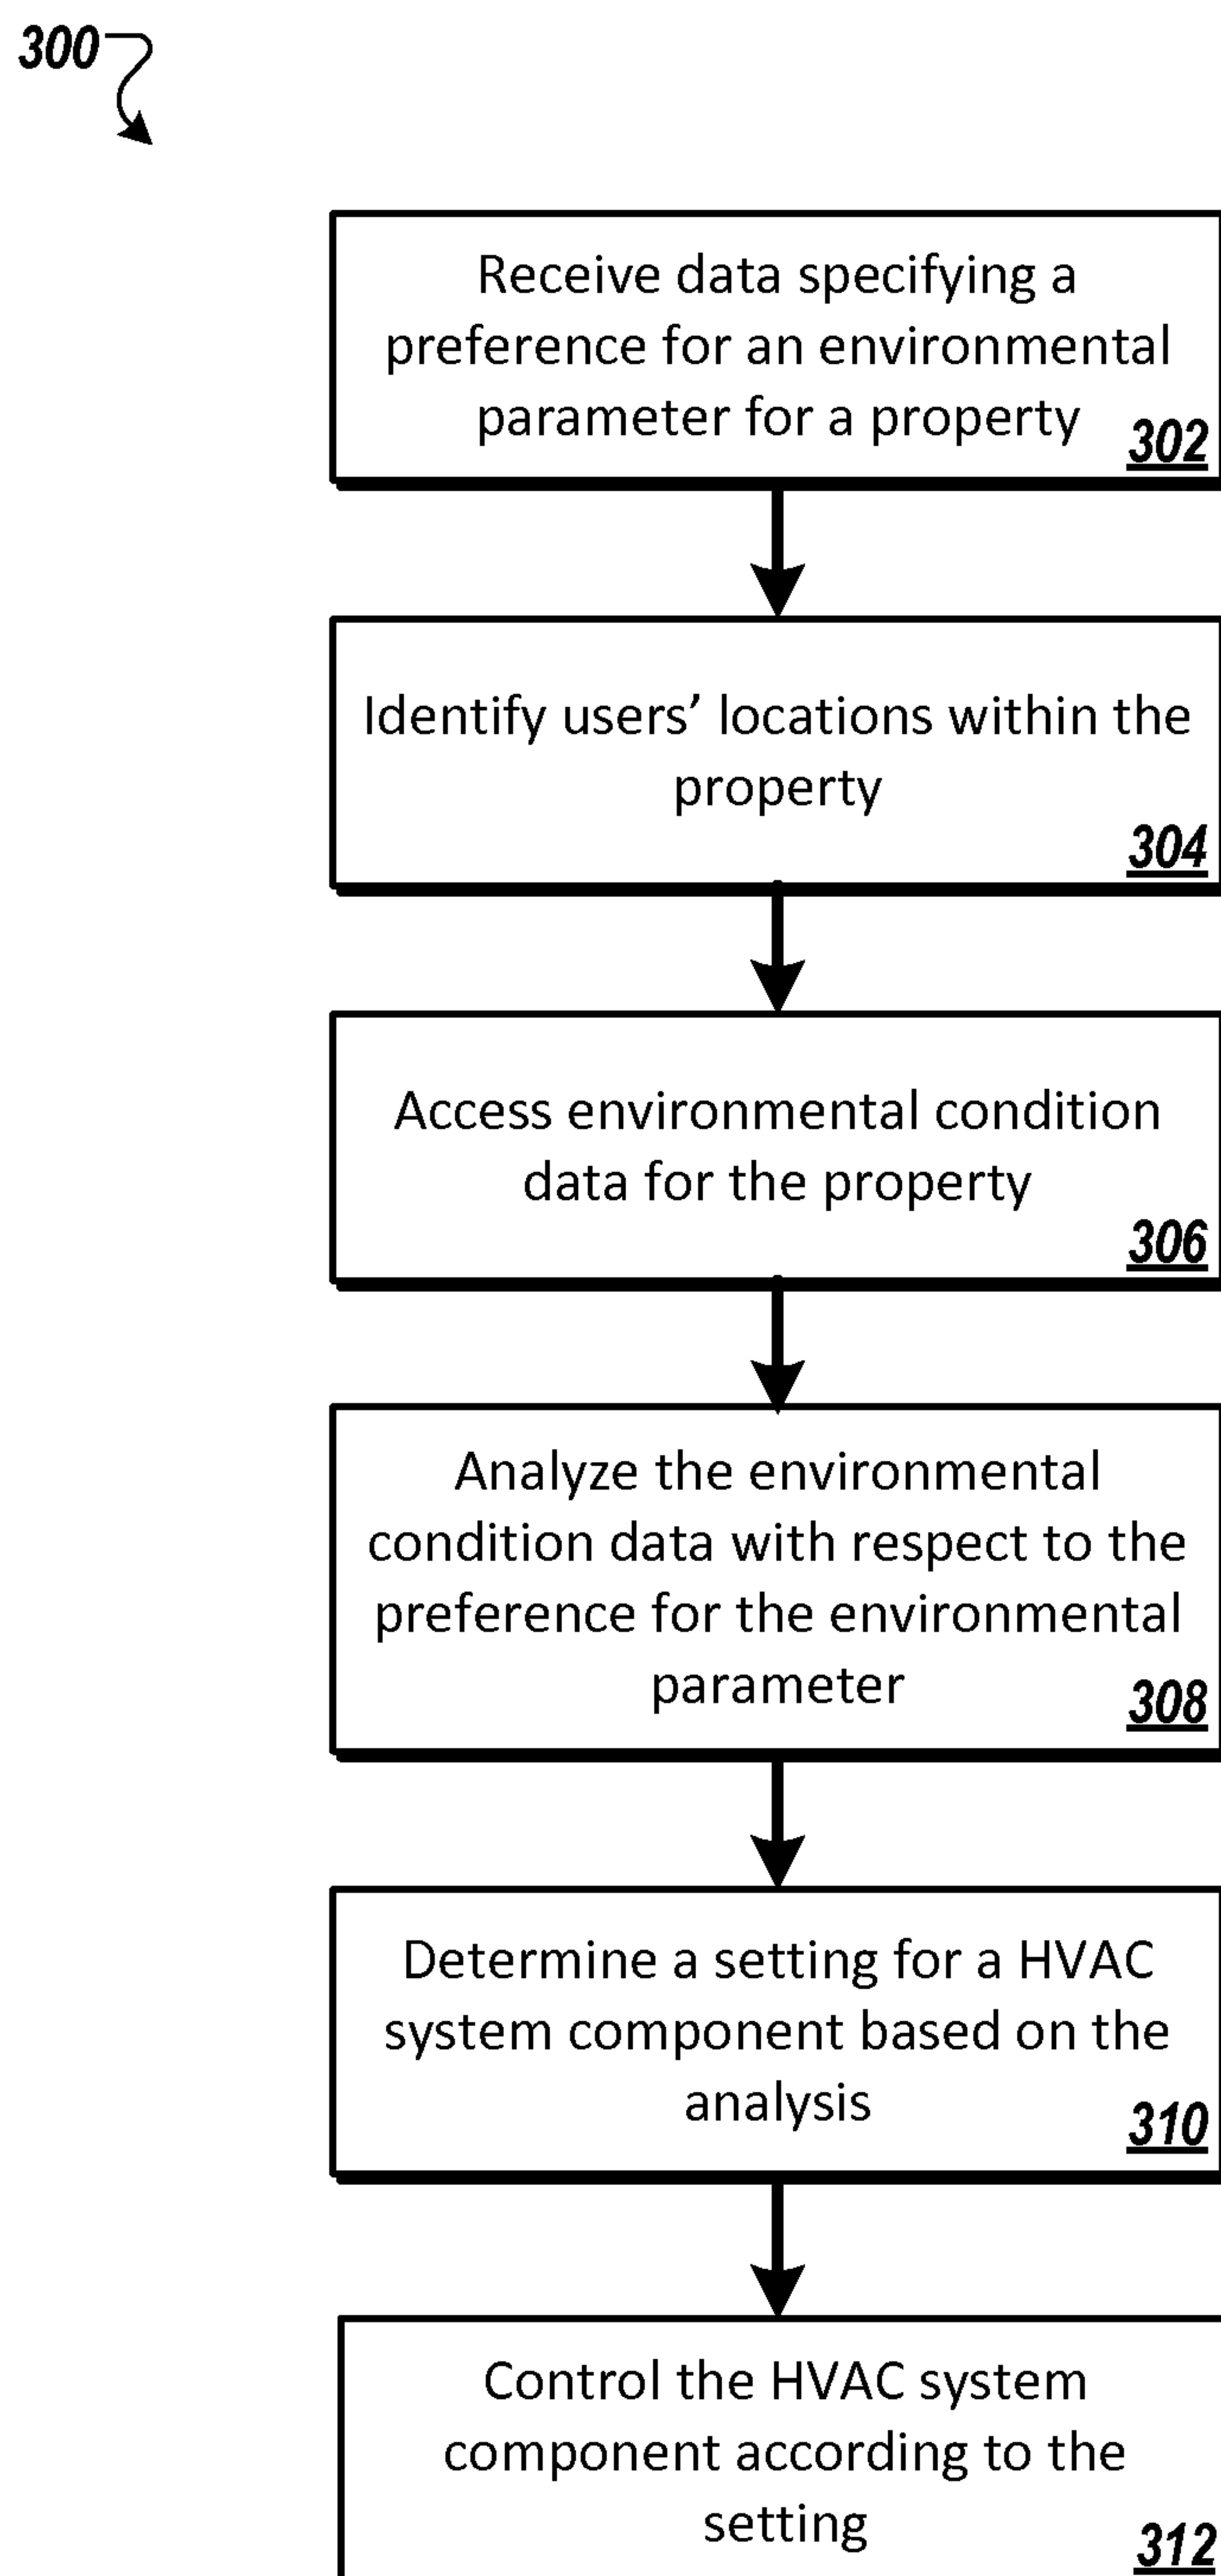 300
Receive data specifying a
preference for an environmental
parameter for a property
302
Identify users’ locations within the
property
304
Access environmental condition
data for the property
306
Analyze the environmental
condition data with respect to the
preference for the environmental
parameter
308
Determine a setting for a HVAC
system component based on the
analysis
310
Control the HVAC system
component according to the
setting
312